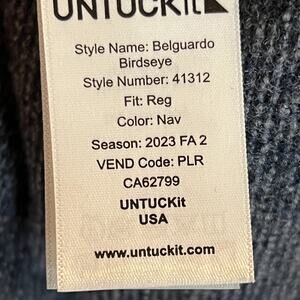 UNTUCKit
Style Name: Belguardo
Birdseye
Style Number: 41312
Fit: Reg
Color: Nav
Season: 2023 FA 2
VEND Code: PLR
CA62799
UNTUCKit
USA
www.untuckit.com